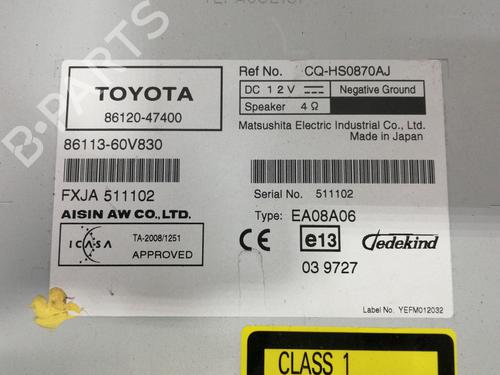 TOYOTA
86120-47400
86113-60V830
FXJA 511102
AISIN AW CO., LTD.
ICASA
TA-2008/1251
APPROVED
Ref No. CQ-HS0870AJ
DC 12V Negative Ground
Speaker 4Ω
Matsushita Electric Industrial Co., Ltd.
Made in Japan
Serial No. 511102
Type: EA08A06
CE e13 Jedekind
03 9727
Label No. YEFM012032
CLASS 1
B-Parts